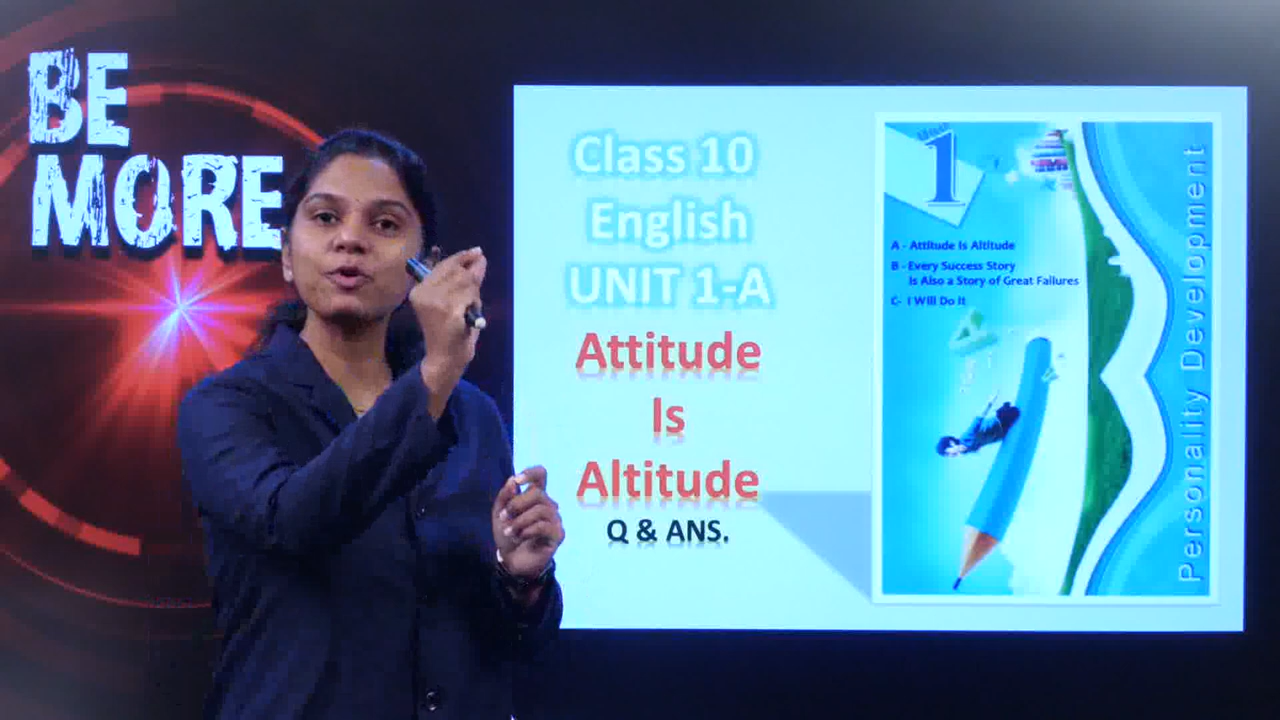 BE
MORE
Class 10
English
UNIT 1-A
Attitude
Is
Altitude
Q & ANS.
Unit
1
A - Attitude Is Altitude
B - Every Success Story
Is Also a Story of Great Failures
C- I Will Do It
Personality Development